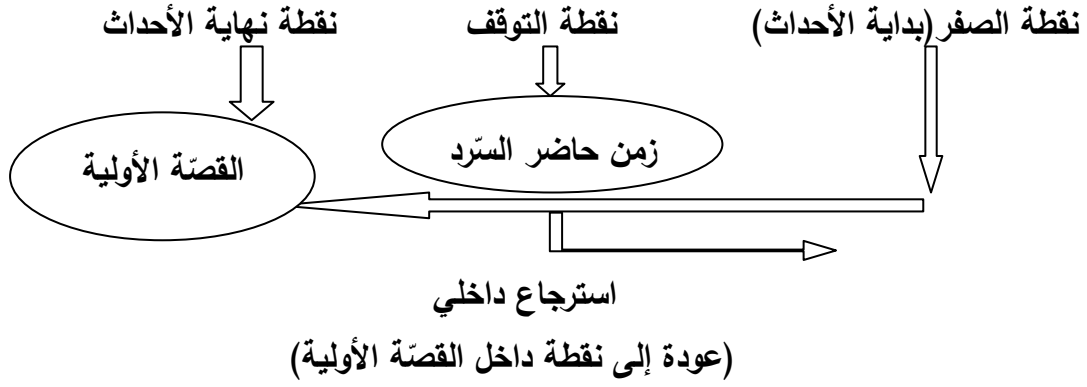 نقطة الصفر(بداية الأحداث)
نقطة التوقف
نقطة نهاية الأحداث
زمن حاضر السّرد
القصّة الأولية
استرجاع داخلي
(عودة إلى نقطة داخل القصّة الأولية)